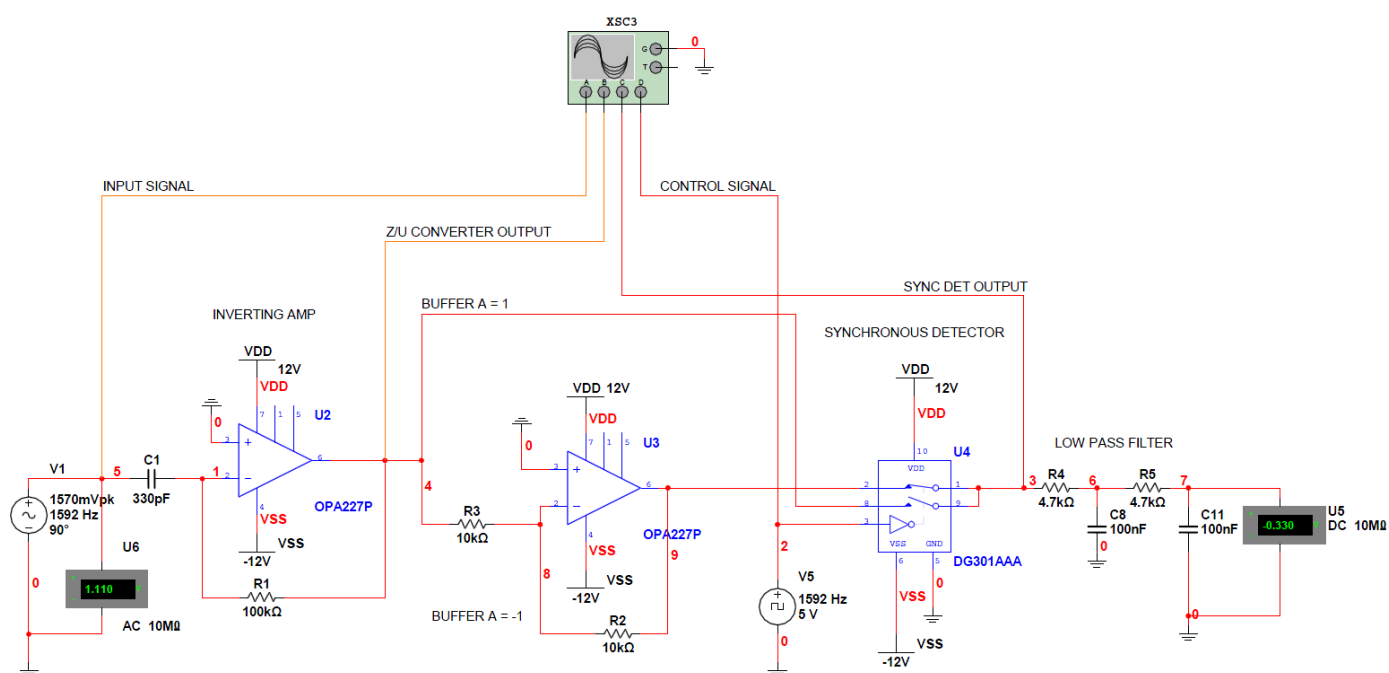 XSC3
G
T
A B C D
0
INPUT SIGNAL
CONTROL SIGNAL
Z/U CONVERTER OUTPUT
SYNC DET OUTPUT
BUFFER A = 1
INVERTING AMP
SYNCHRONOUS DETECTOR
VDD
12V
VDD
7 1 5
U2
0
3
2
6
4
OPA227P
VSS
VSS
-12V
V1
1570mVpk
1592 Hz
90°
0
5
C1
330pF
1
U6
1.110 V
AC 10MΩ
R1
100kΩ
4
R3
10kΩ
8
VDD 12V
VDD
7 1 5
U3
0
3
2
6
4
OPA227P
VSS
VSS
-12V
9
R2
10kΩ
BUFFER A = -1
VDD
12V
VDD
U4
10
VDD
2
8
3
1
9
VSS GND
6 5
DG301AAA
VSS
0
VSS
-12V
2
V5
1592 Hz
5 V
0
LOW PASS FILTER
3
R4
4.7kΩ
6
R5
4.7kΩ
7
C8
100nF
0
C11
100nF
0
U5
-0.330 V
DC 10MΩ